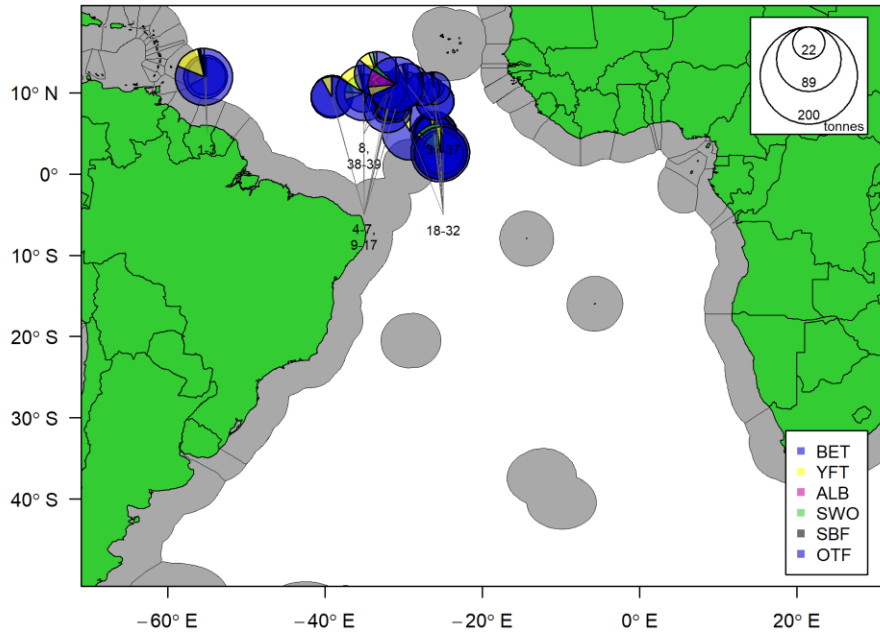 22
89
200
tonnes
10° N
0°
10° S
20° S
30° S
40° S
1-3
8,
38-39
4-7,
9-17
18-32
BET
YFT
ALB
SWO
SBF
OTF
−60° E
−40° E
−20° E
0° E
20° E